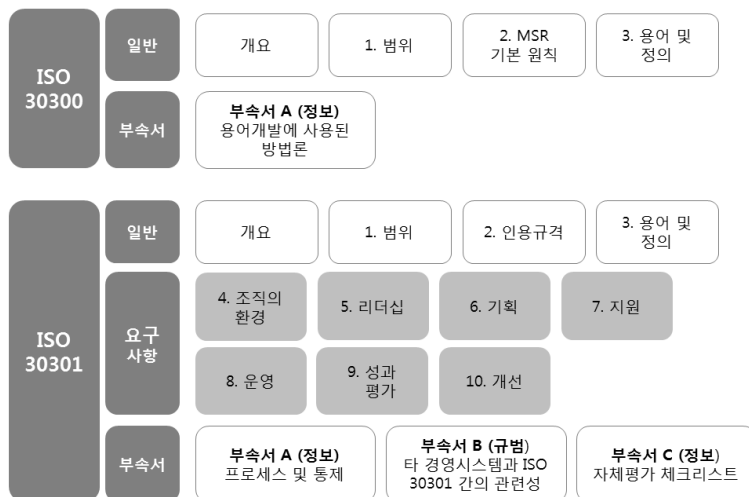 ISO
30300
일반
개요
1. 범위
2. MSR
기본 원칙
3. 용어 및
정의
부속서
부속서 A (정보)
용어개발에 사용된
방법론
ISO
30301
일반
개요
1. 범위
2. 인용규격
3. 용어 및
정의
요구
사항
4. 조직의
환경
5. 리더십
6. 기획
7. 지원
8. 운영
9. 성과
평가
10. 개선
부속서
부속서 A (정보)
프로세스 및 통제
부속서 B (규범)
타 경영시스템과 ISO
30301 간의 관련성
부속서 C (정보)
자체평가 체크리스트